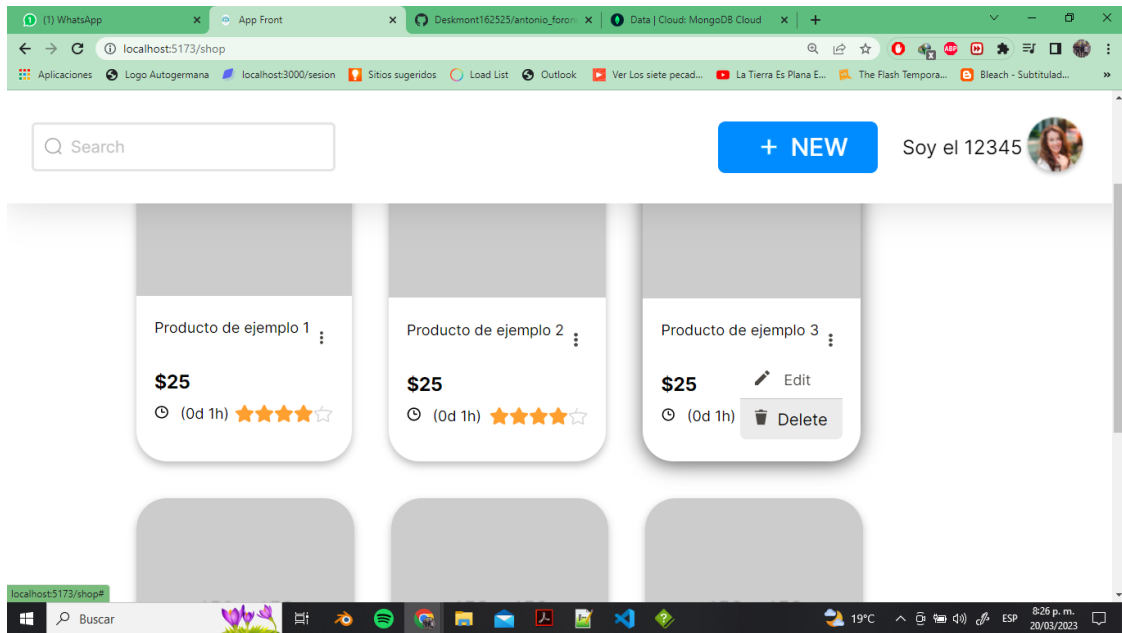 (1) WhatsApp
App Front
Deskmont162525/antonio_foron
Data | Cloud: MongoDB Cloud
localhost:5173/shop
Aplicaciones
Logo Autogermana
localhost:3000/sesion
Sitios sugeridos
Load List
Outlook
Ver Los siete pecad...
La Tierra Es Plana E...
The Flash Tempora...
Bleach - Subtitulad...
»
Search
+ NEW
Soy el 12345
Producto de ejemplo 1
$25
(0d 1h)
Producto de ejemplo 2
$25
(0d 1h)
Producto de ejemplo 3
$25
(0d 1h)
Edit
Delete
localhost:5173/shop#
Buscar
19°C
ESP
8:26 p. m.
20/03/2023